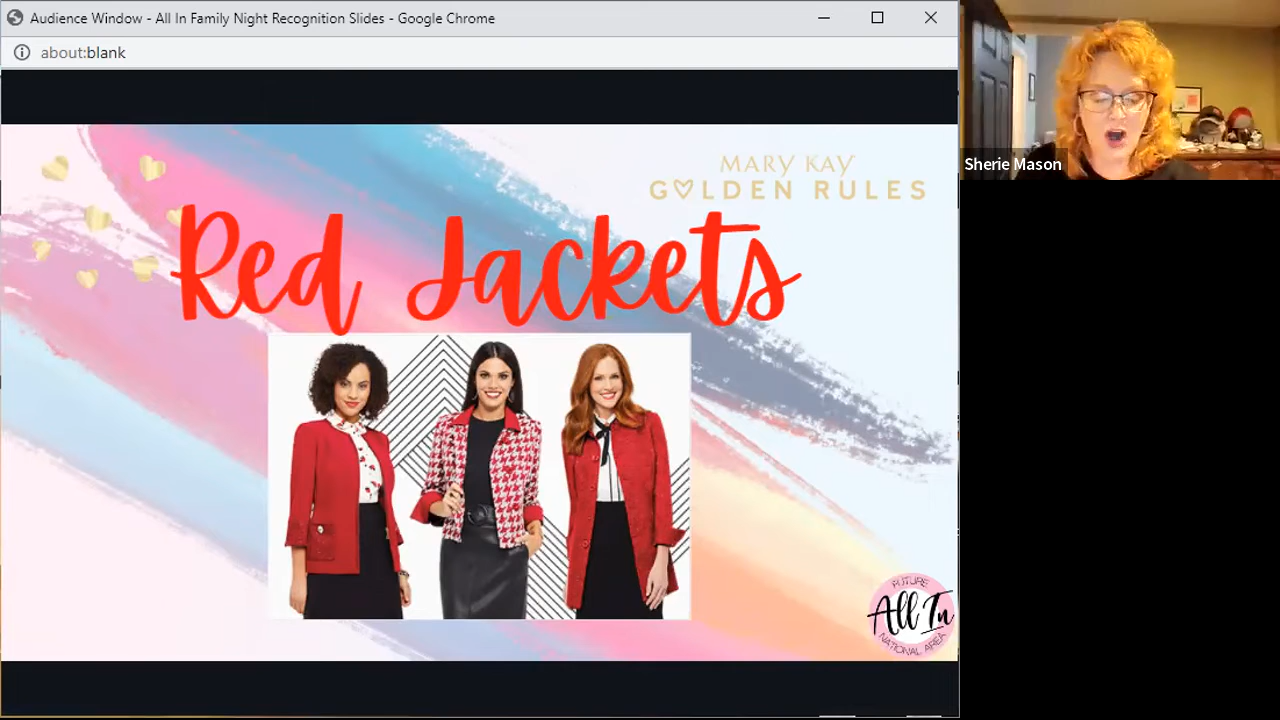 Audience Window - All In Family Night Recognition Slides - Google Chrome
about:blank
Sherie Mason
MARY KAY
GOLDEN RULES
Red Jackets
FUTURE
All In
NATIONAL AREA